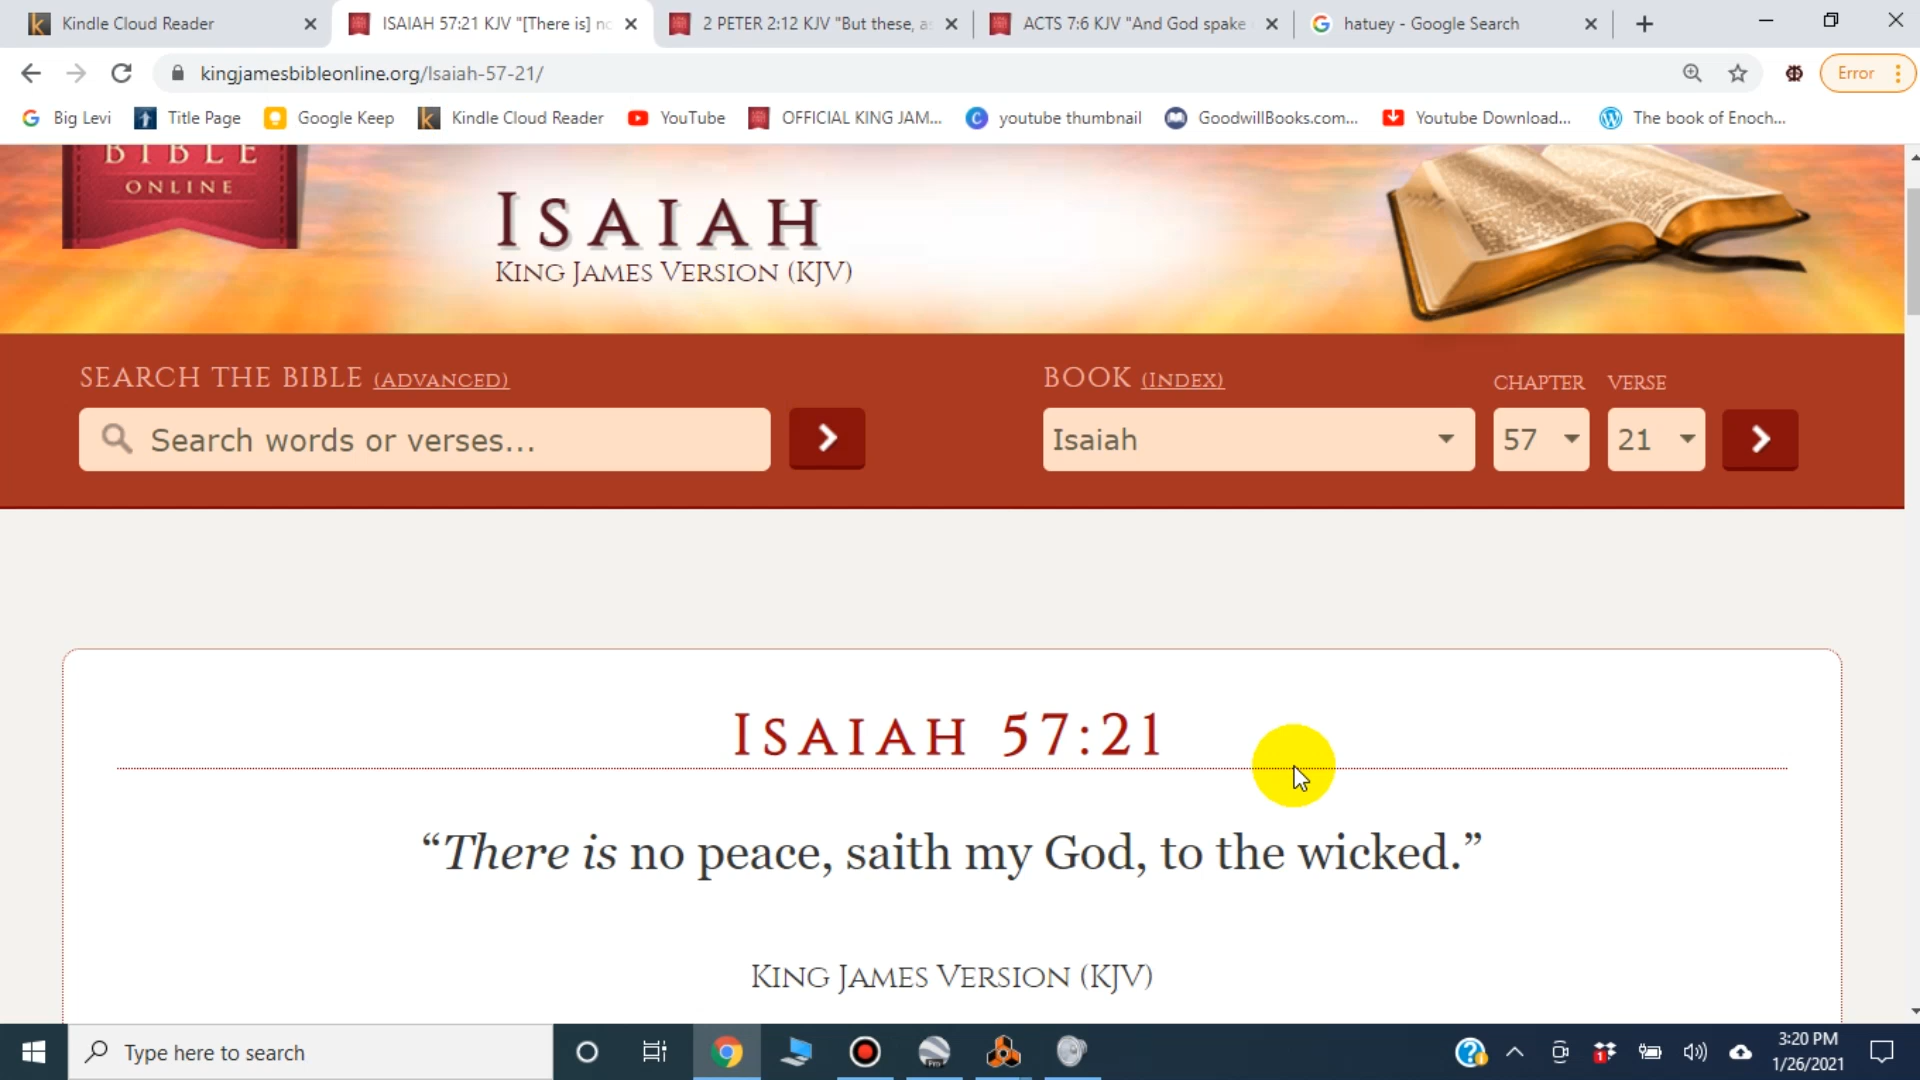 Kindle Cloud Reader
ISAIAH 57:21 KJV "[There is] no
2 PETER 2:12 KJV "But these, as
ACTS 7:6 KJV "And God spake
hatuey - Google Search
kingjamesbibleonline.org/Isaiah-57-21/
Error
Big Levi
Title Page
Google Keep
Kindle Cloud Reader
YouTube
OFFICIAL KING JAM...
youtube thumbnail
GoodwillBooks.com...
Youtube Download...
The book of Enoch...
BIBLE
ONLINE
ISAIAH
KING JAMES VERSION (KJV)
SEARCH THE BIBLE (ADVANCED)
BOOK (INDEX)
CHAPTER
VERSE
Search words or verses...
Isaiah
57
21
ISAIAH 57:21
“There is no peace, saith my God, to the wicked.”
KING JAMES VERSION (KJV)
Type here to search
3:20 PM
1/26/2021